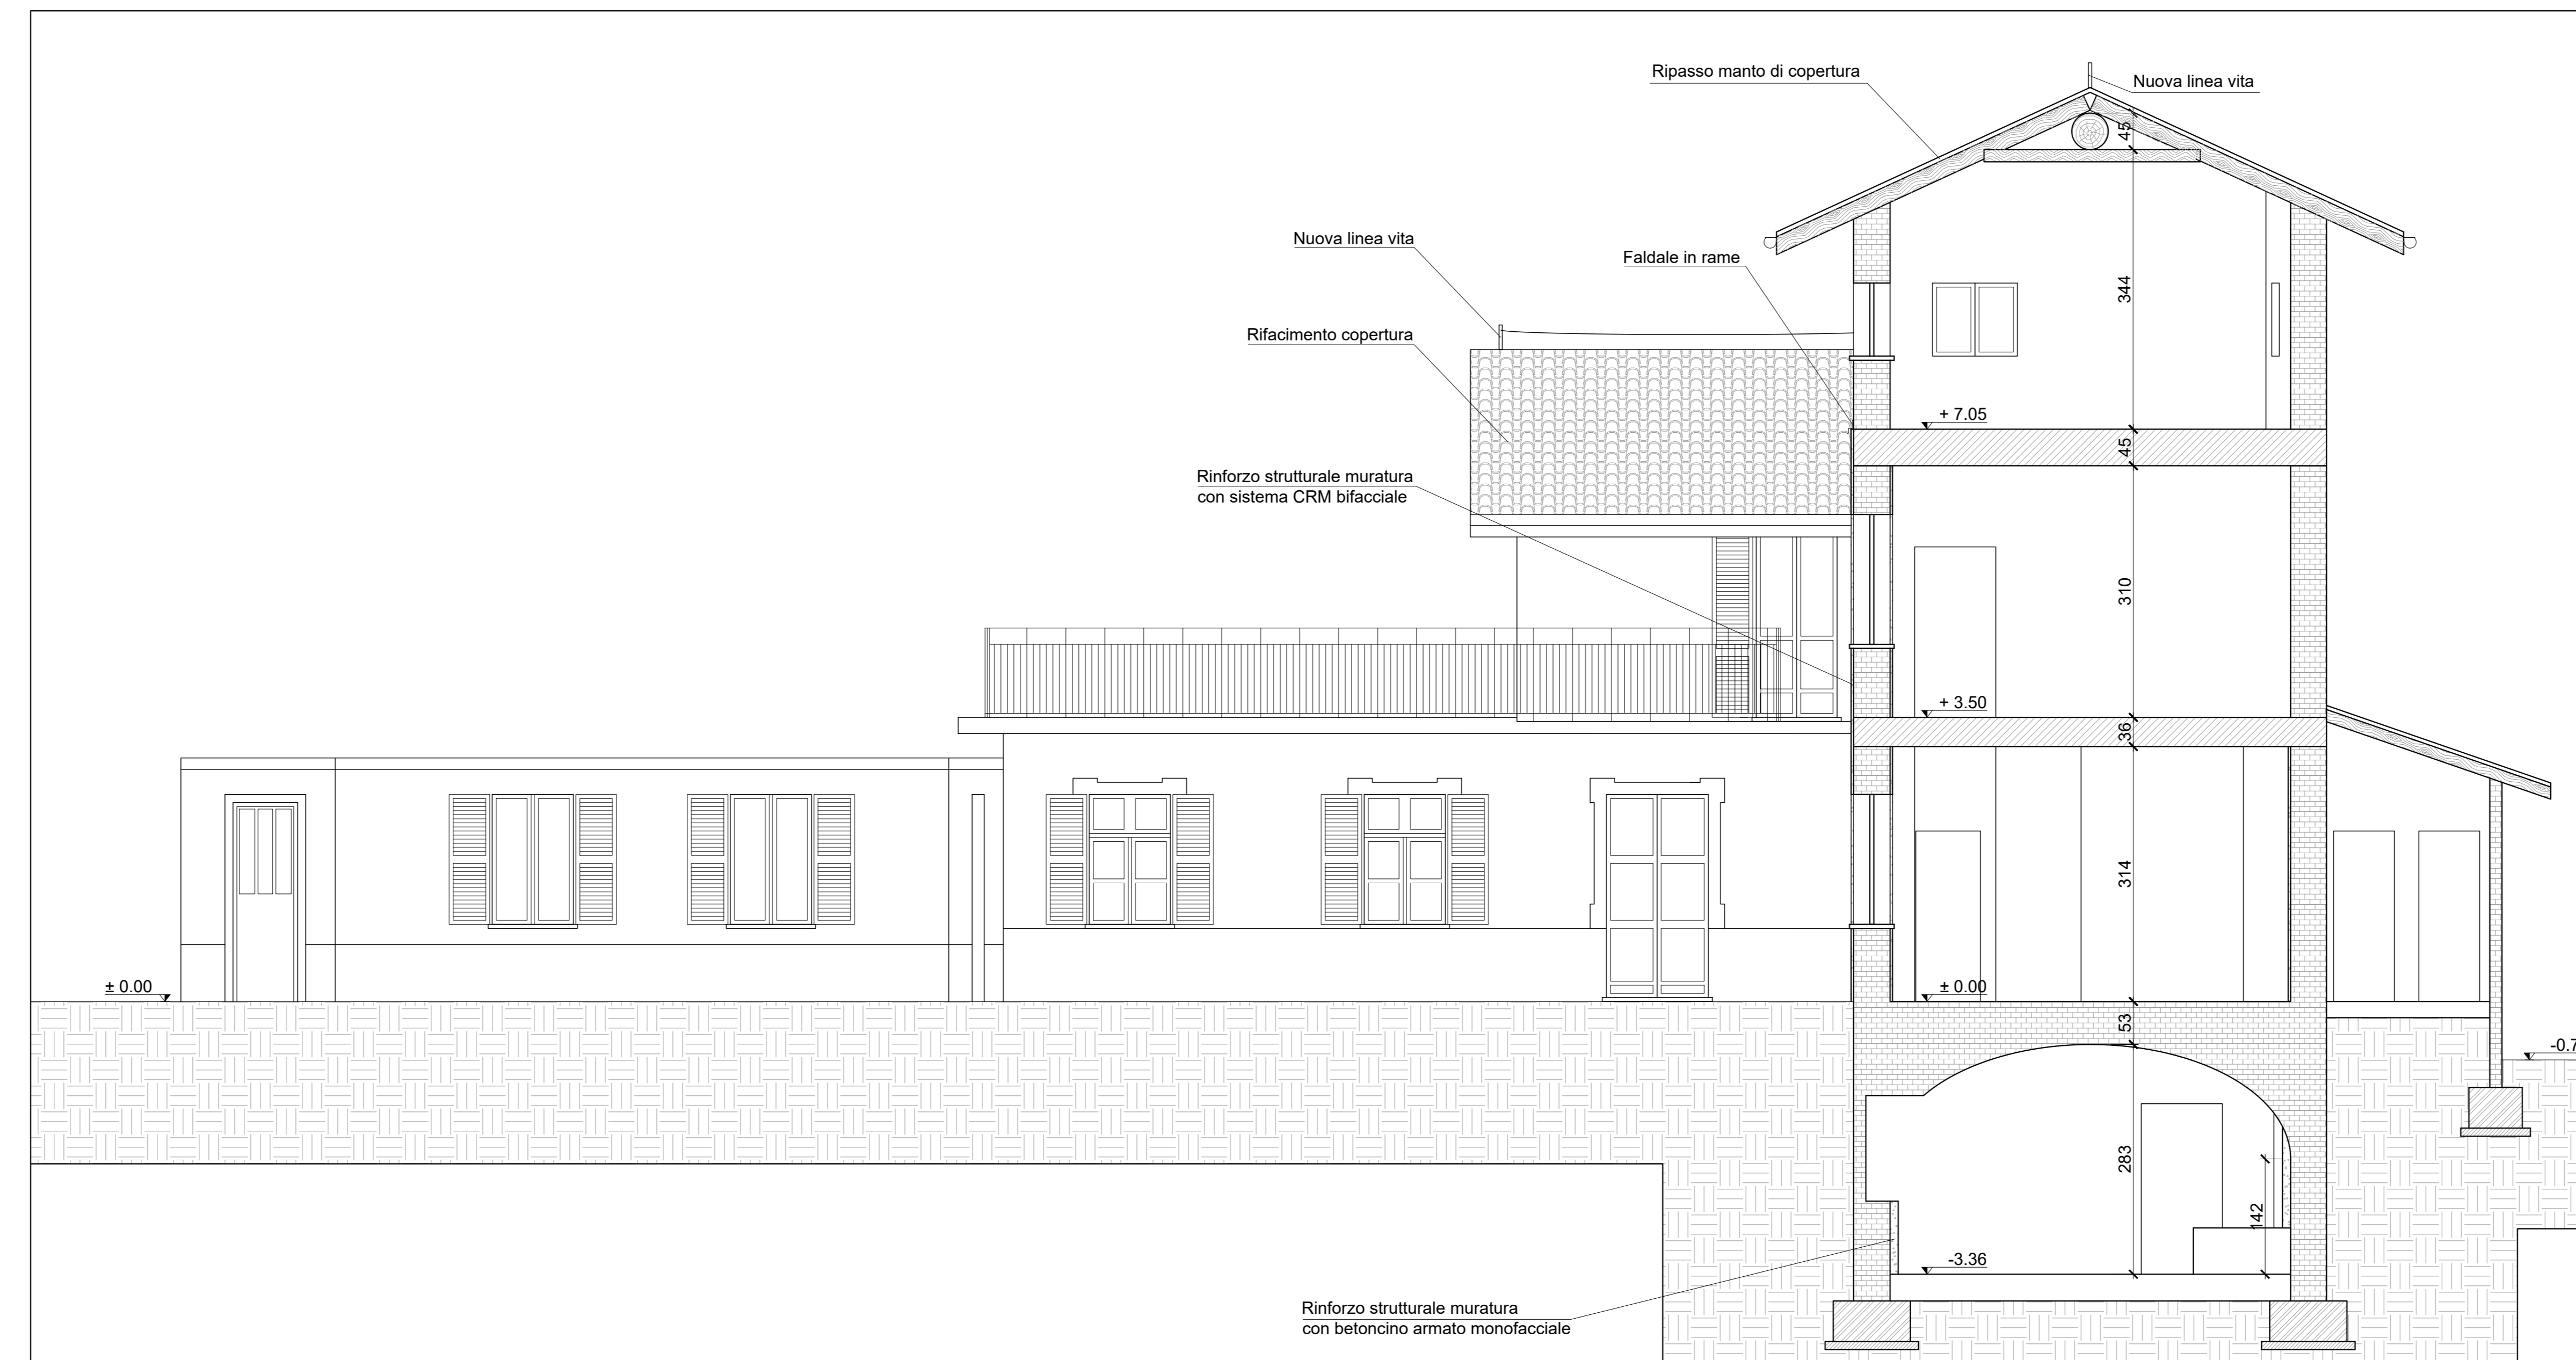 Ripasso manto di copertura
Nuova linea vita
45
Nuova linea vita
Faldale in rame
344
Rifacimento copertura
+ 7.05
45
Rinforzo strutturale muratura
con sistema CRM bifacciale
310
+ 3.50
36
314
± 0.00
± 0.00
53
-0.7
283
142
-3.36
Rinforzo strutturale muratura
con betoncino armato monofacciale